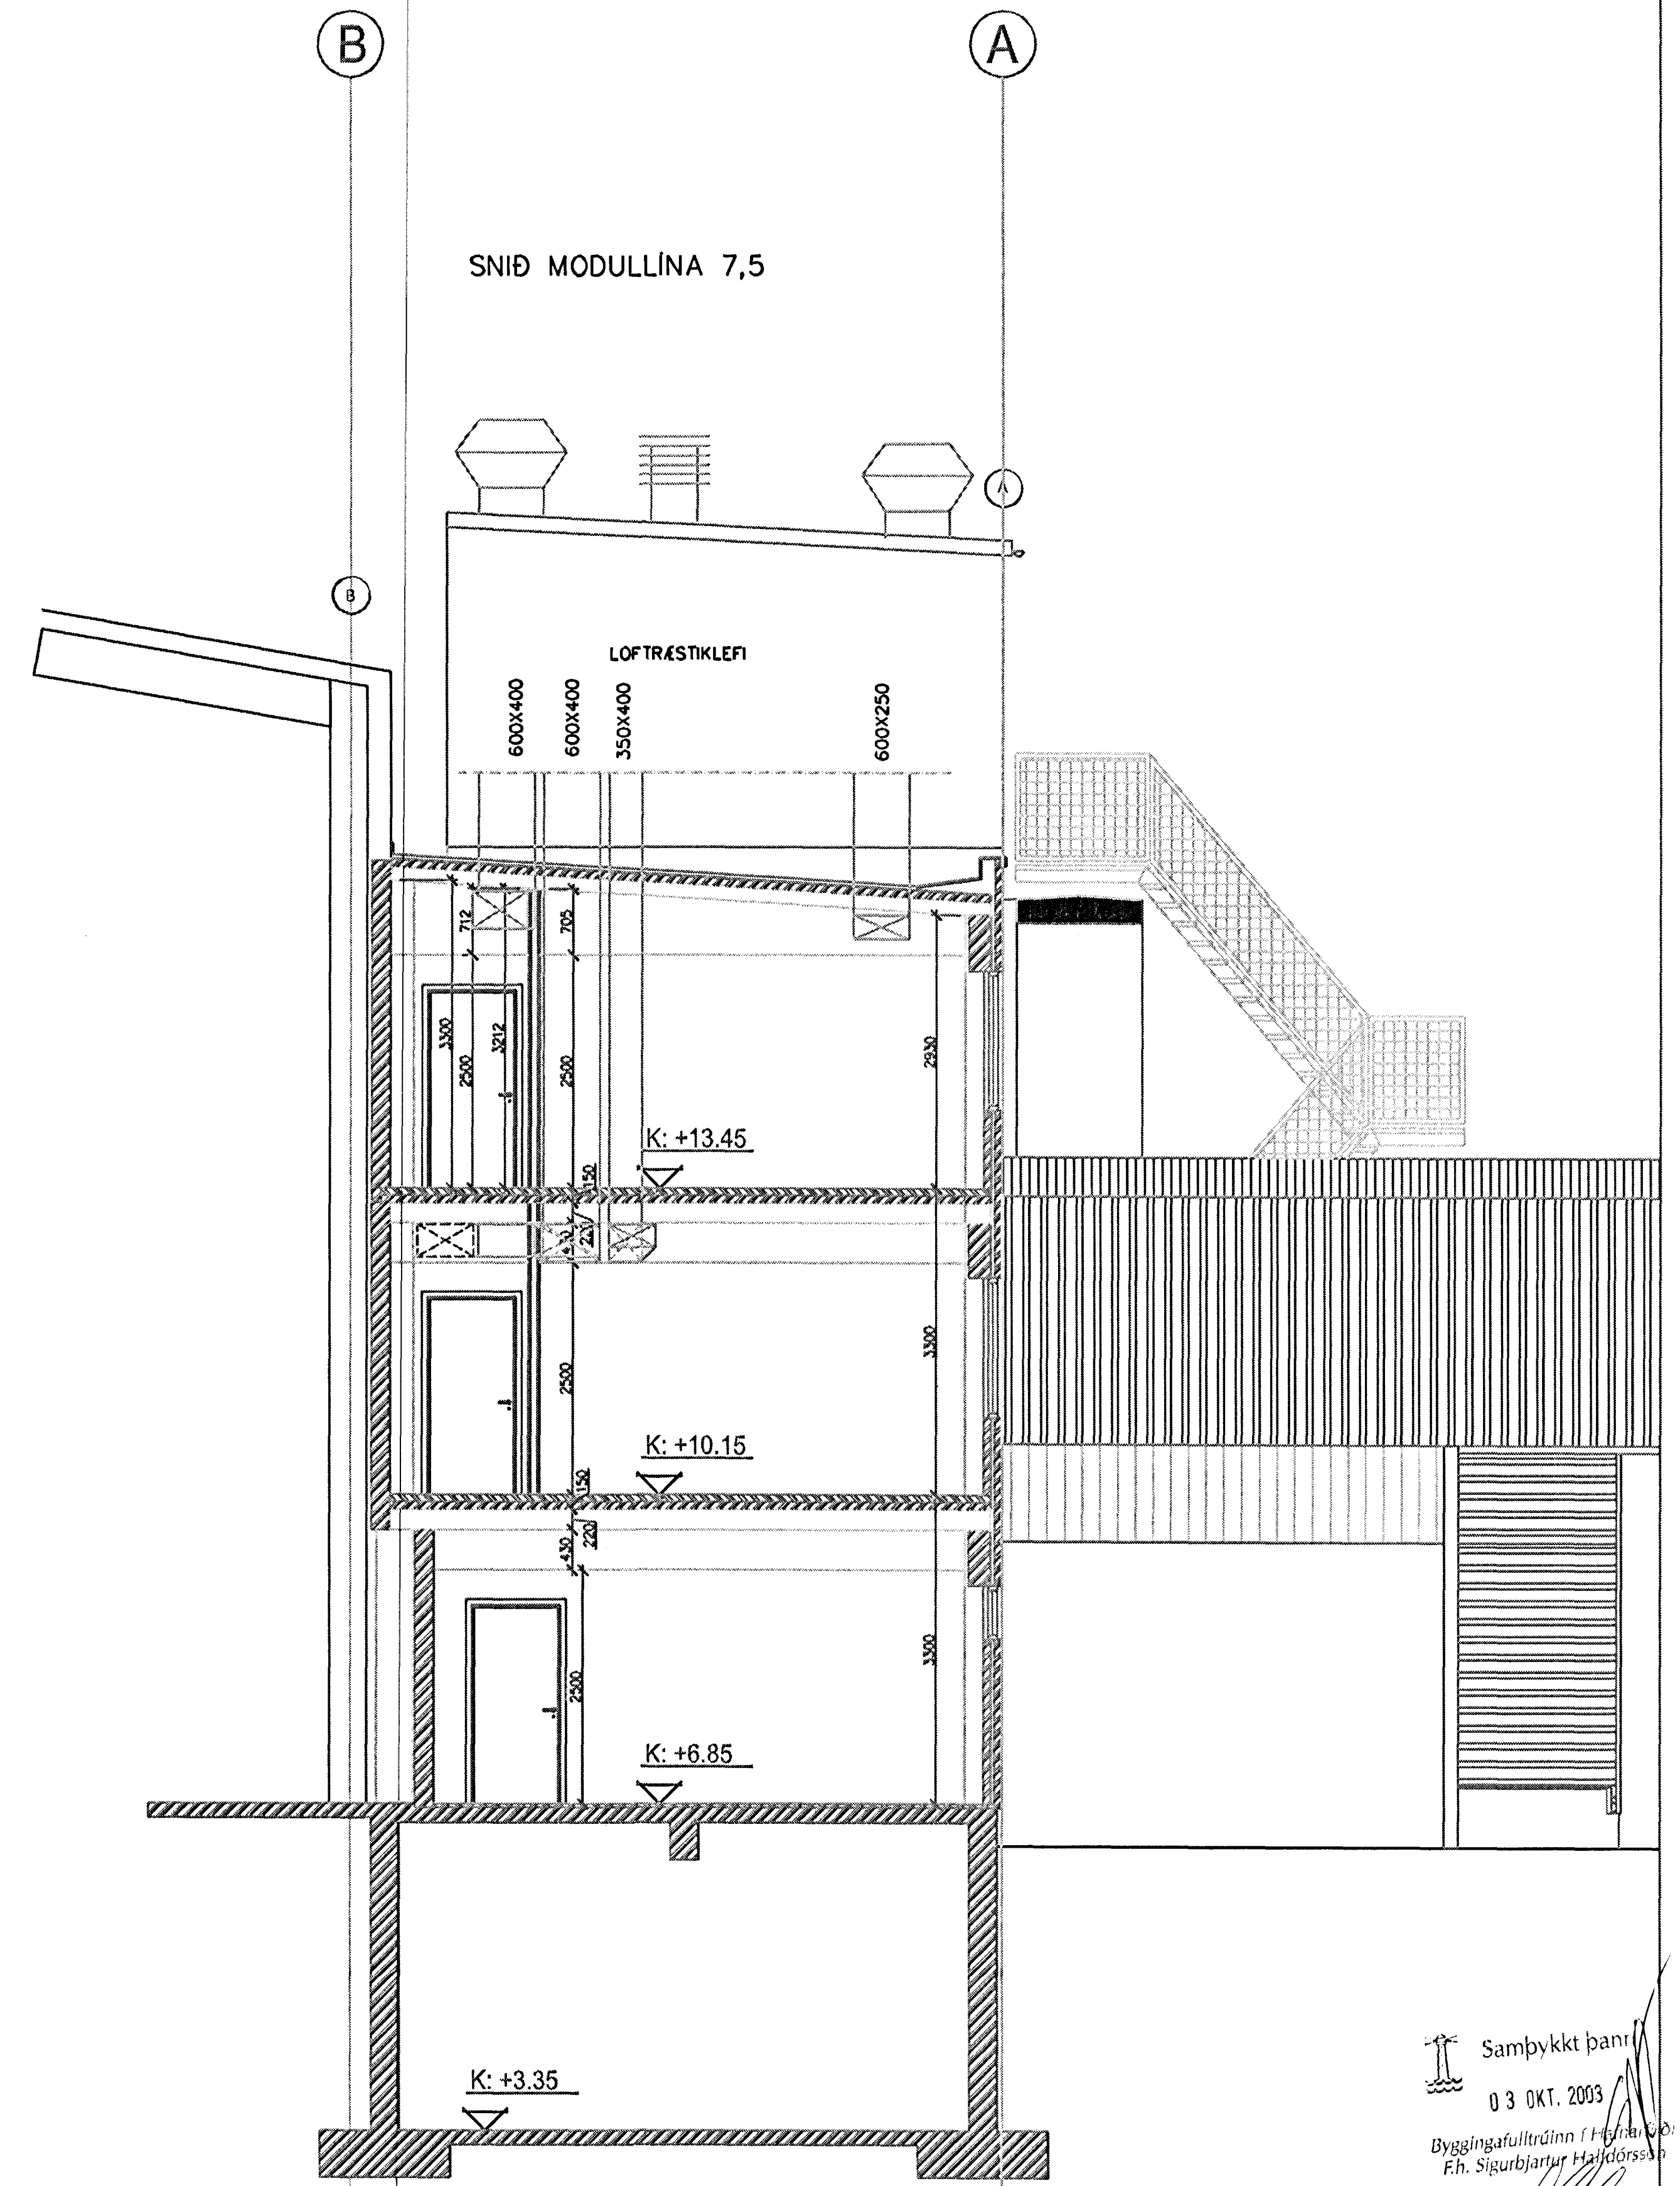 B
A
SNIÐ MODULLÍNA 7,5
A
B
LOFTRÆSTIKLEFI
600X400
600X400
350X400
600X250
712
705
3300
2500
3212
2500
2930
K: +13.45
150
220
3300
2500
K: +10.15
150
220
430
3300
2500
K: +6.85
K: +3.35
Samþykkt þann
03 OKT. 2003
Byggingafulltrúinn í
F.h. Sigurbjartur Halldórsson